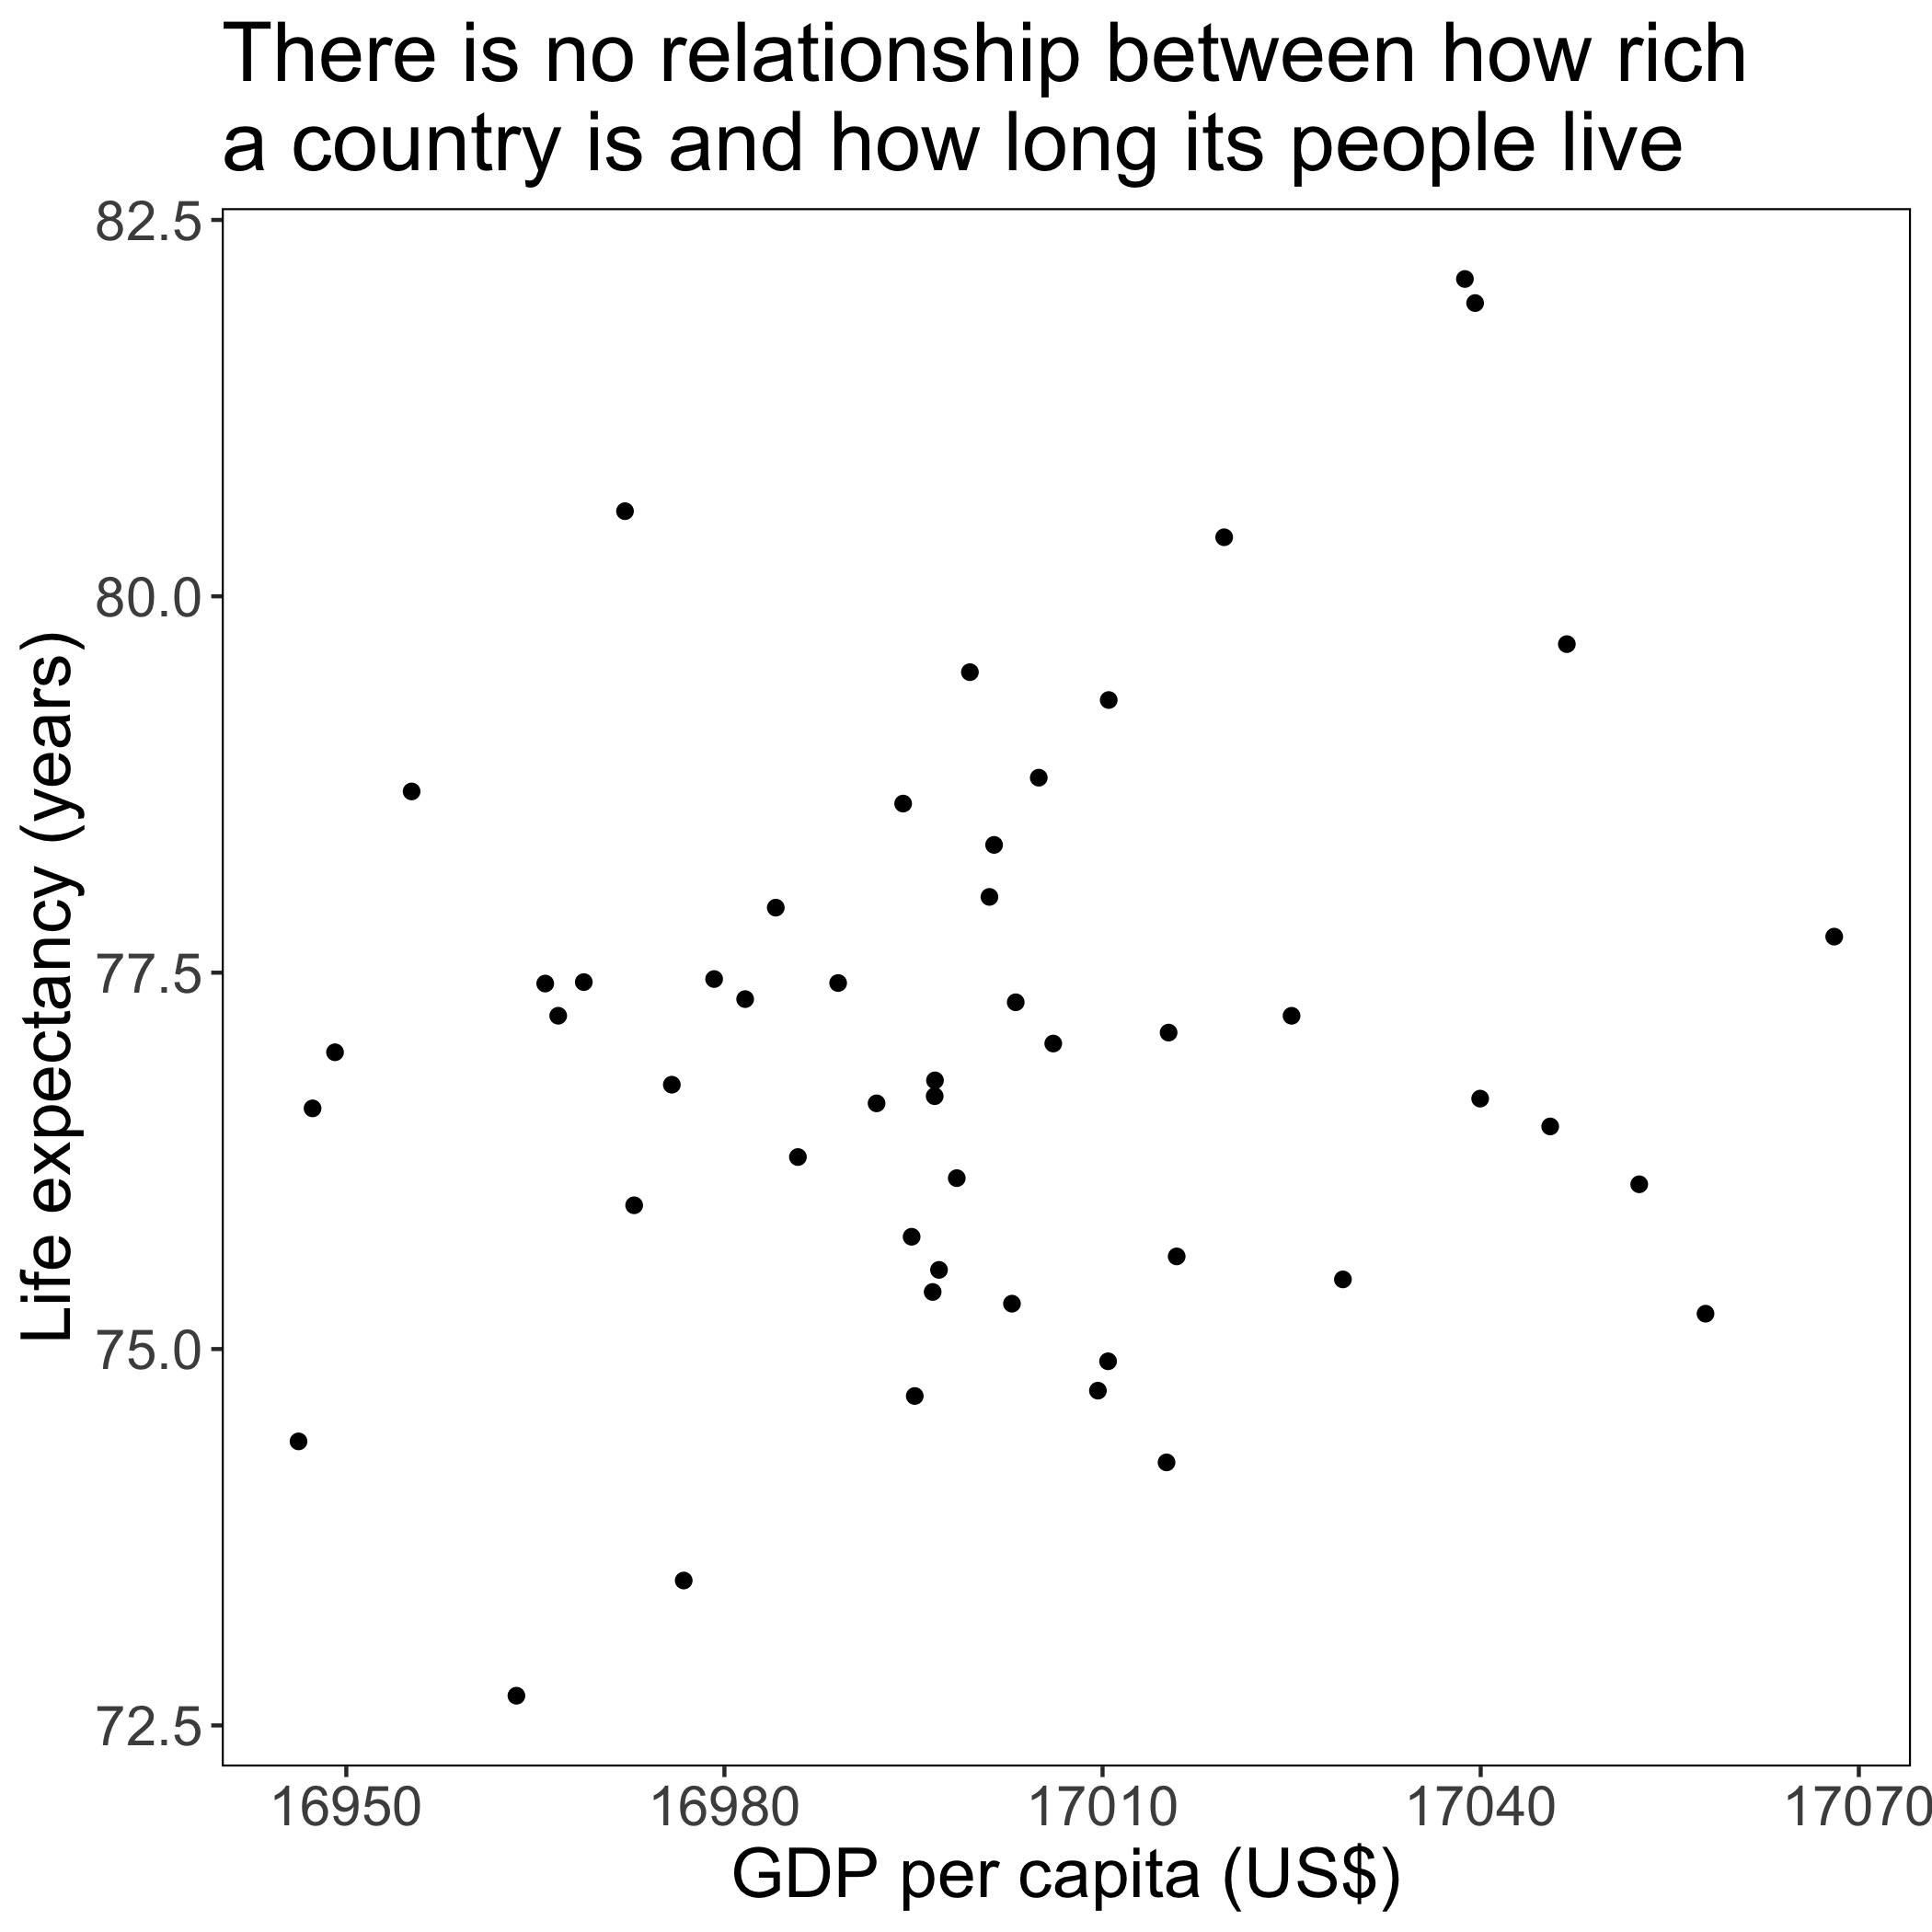 There is no relationship between how rich
a country is and how long its people live
82.5
80.0
77.5
75.0
72.5
Life expectancy (years)
16950
16980
17010
17040
17070
GDP per capita (US$)